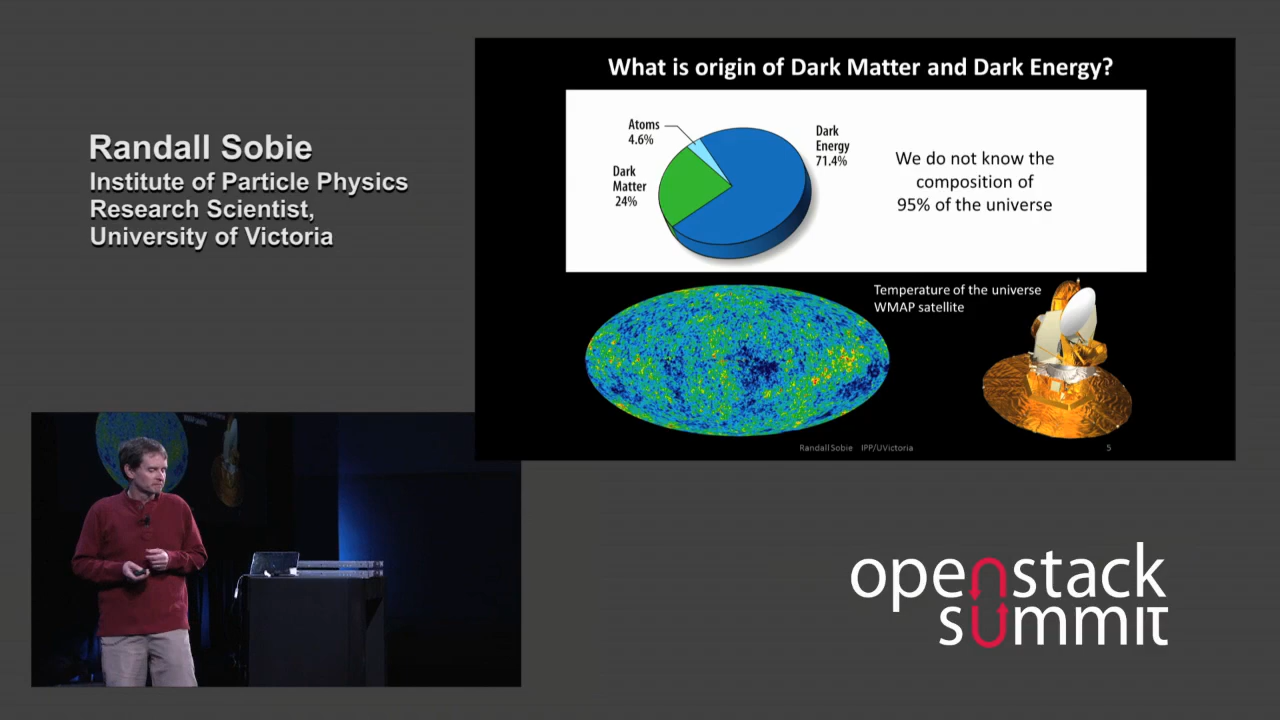 Randall Sobie
Institute of Particle Physics
Research Scientist,
University of Victoria
What is origin of Dark Matter and Dark Energy?
Atoms
4.6%
Dark
Matter
24%
Dark
Energy
71.4%
We do not know the
composition of
95% of the universe
Temperature of the universe
WMAP satellite
Randall Sobie IPP/UVictoria
5
openstack
summit